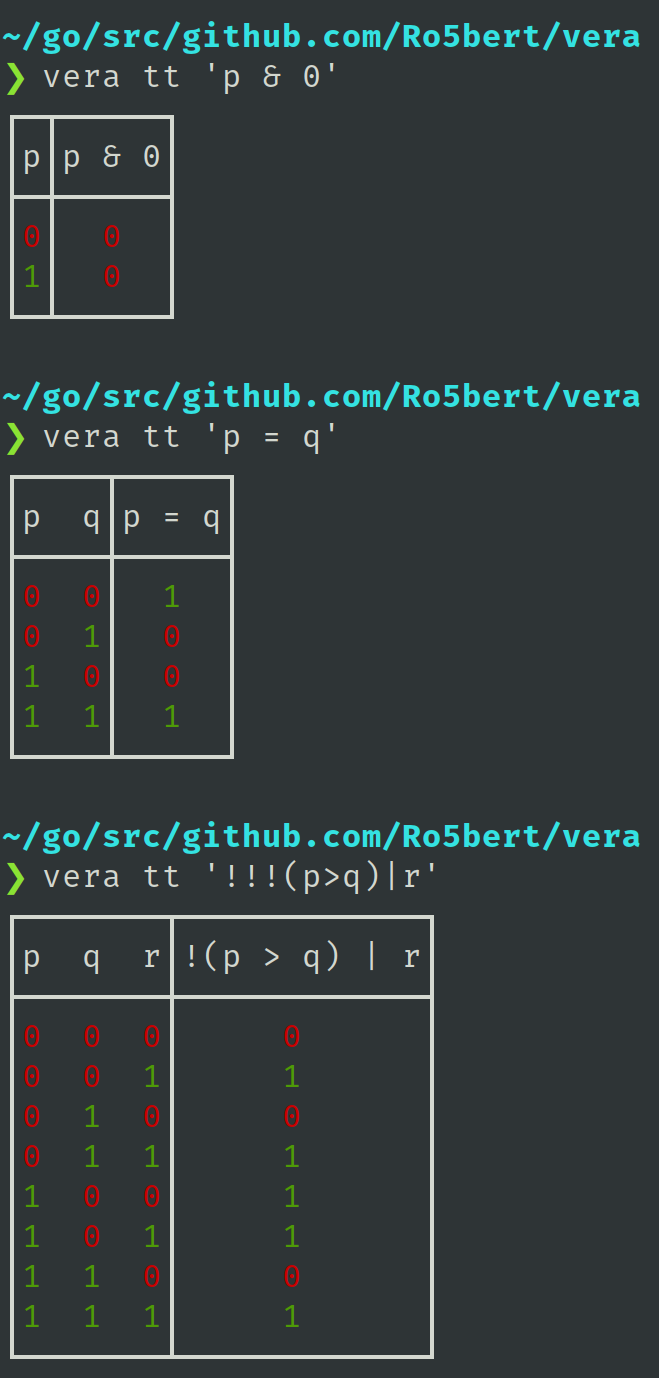 ~/go/src/github.com/Ro5bert/vera
❯ vera tt 'p & 0'
p p & 0
0 0
1 0
~/go/src/github.com/Ro5bert/vera
❯ vera tt 'p = q'
p q p = q
0 0 1
0 1 0
1 0 0
1 1 1
~/go/src/github.com/Ro5bert/vera
❯ vera tt '!!!(p>q)|r'
p q r !(p > q) | r
0 0 0 0
0 0 1 1
0 1 0 0
0 1 1 1
1 0 0 1
1 0 1 1
1 1 0 0
1 1 1 1